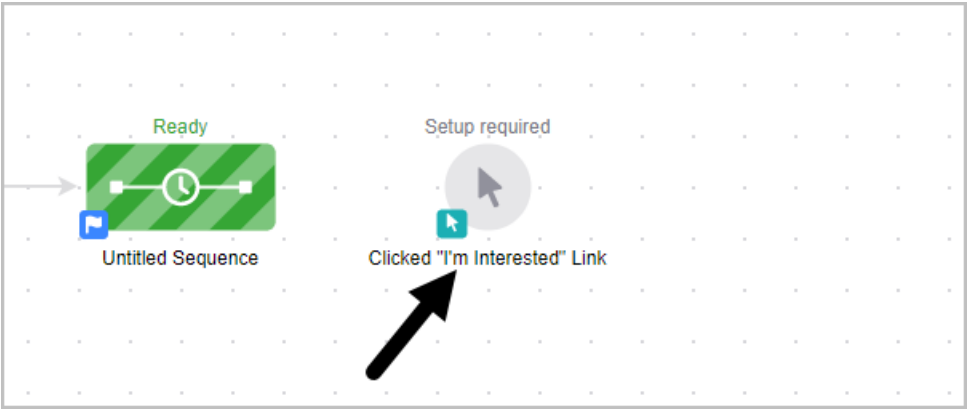 Ready
Setup required
Untitled Sequence
Clicked "I'm Interested" Link